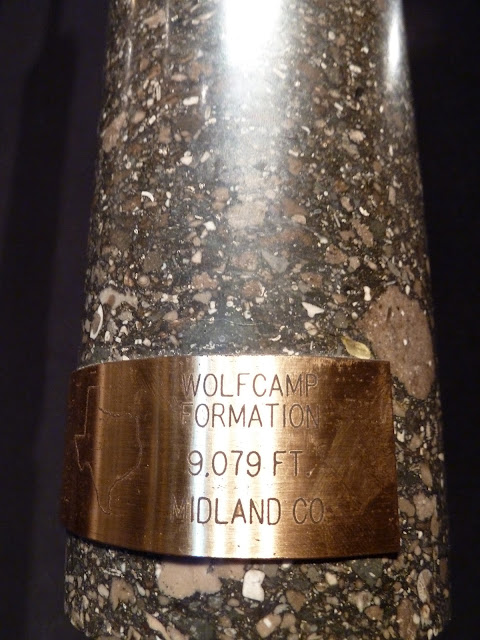 WOLFCAMP
FORMATION
9,079 FT.
MIDLAND CO.